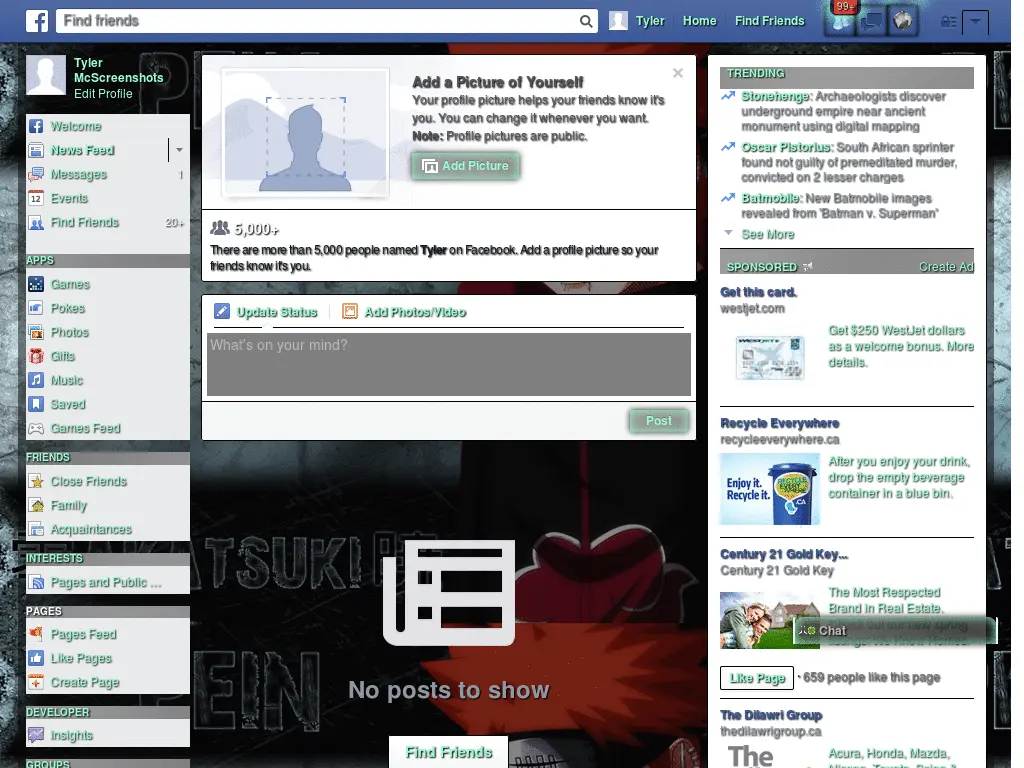 Find friends
Tyler
Home
Find Friends
99+
Tyler
McScreenshots
Edit Profile
Welcome
News Feed
Messages 1
Events
12
Find Friends 20+
APPS
Games
Pokes
Photos
Gifts
Music
Saved
Games Feed
FRIENDS
Close Friends
Family
Acquaintances
INTERESTS
Pages and Public ...
PAGES
Pages Feed
Like Pages
Create Page
DEVELOPER
Insights
GROUPS
Add a Picture of Yourself
Your profile picture helps your friends know it's
you. You can change it whenever you want.
Note: Profile pictures are public.
Add Picture
5,000+
There are more than 5,000 people named Tyler on Facebook. Add a profile picture so your
friends know it's you.
Update Status
Add Photos/Video
What's on your mind?
Post
TSUKI
PEIN
No posts to show
Find Friends
TRENDING
Stonehenge: Archaeologists discover
underground empire near ancient
monument using digital mapping
Oscar Pistorius: South African sprinter
found not guilty of premeditated murder,
convicted on 2 lesser charges
Batmobile: New Batmobile images
revealed from 'Batman v. Superman'
See More
SPONSORED
Create Ad
Get this card.
westjet.com
WESTJET
Get $250 WestJet dollars
as a welcome bonus. More
details.
Recycle Everywhere
recycleeverywhere.ca
Enjoy it.
Recycle it.
RECYCLE
EVERYWHERE
.CA
After you enjoy your drink,
drop the empty beverage
container in a blue bin.
Century 21 Gold Key...
Century 21 Gold Key
The Most Respected
Brand in Real Estate.
Chat
Like Page · 659 people like this page
The Dilawri Group
thedilawrigroup.ca
The
Acura, Honda, Mazda,